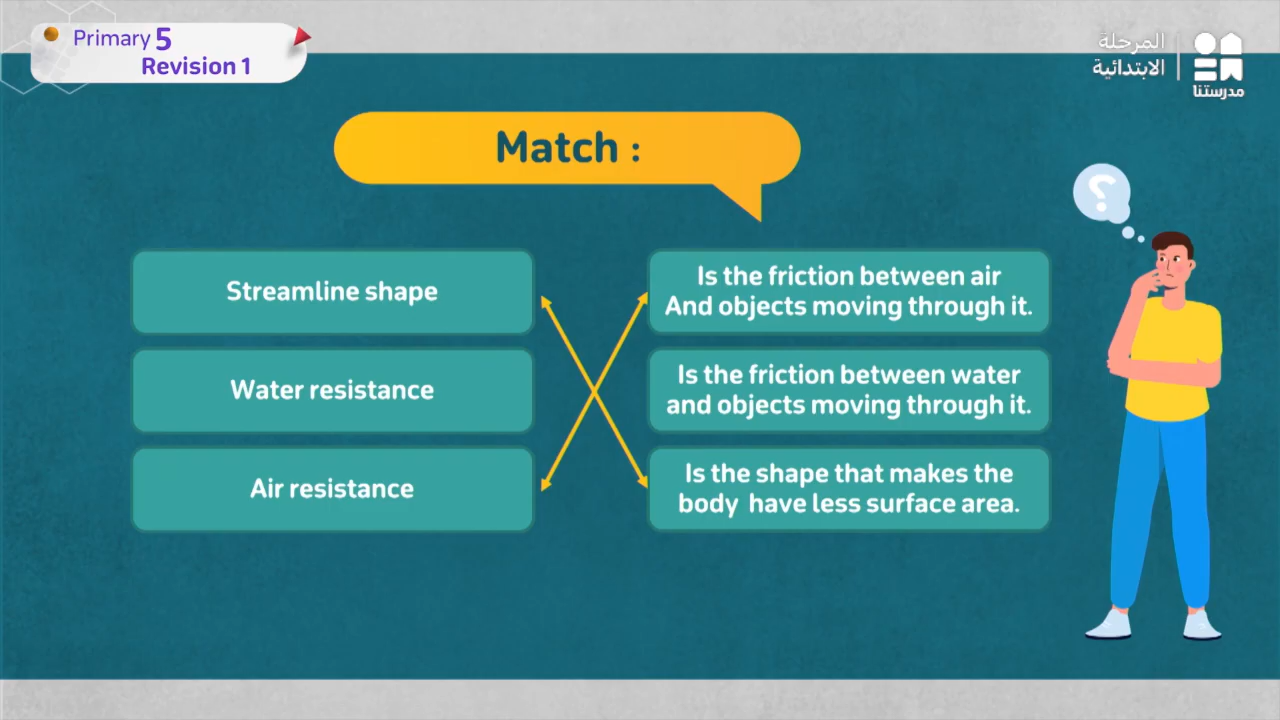 Primary 5
Revision 1
المرحلة
الابتدائية
مدرستنا
Match :
?
Streamline shape
Is the friction between air
And objects moving through it.
Water resistance
Is the friction between water
and objects moving through it.
Air resistance
Is the shape that makes the
body have less surface area.